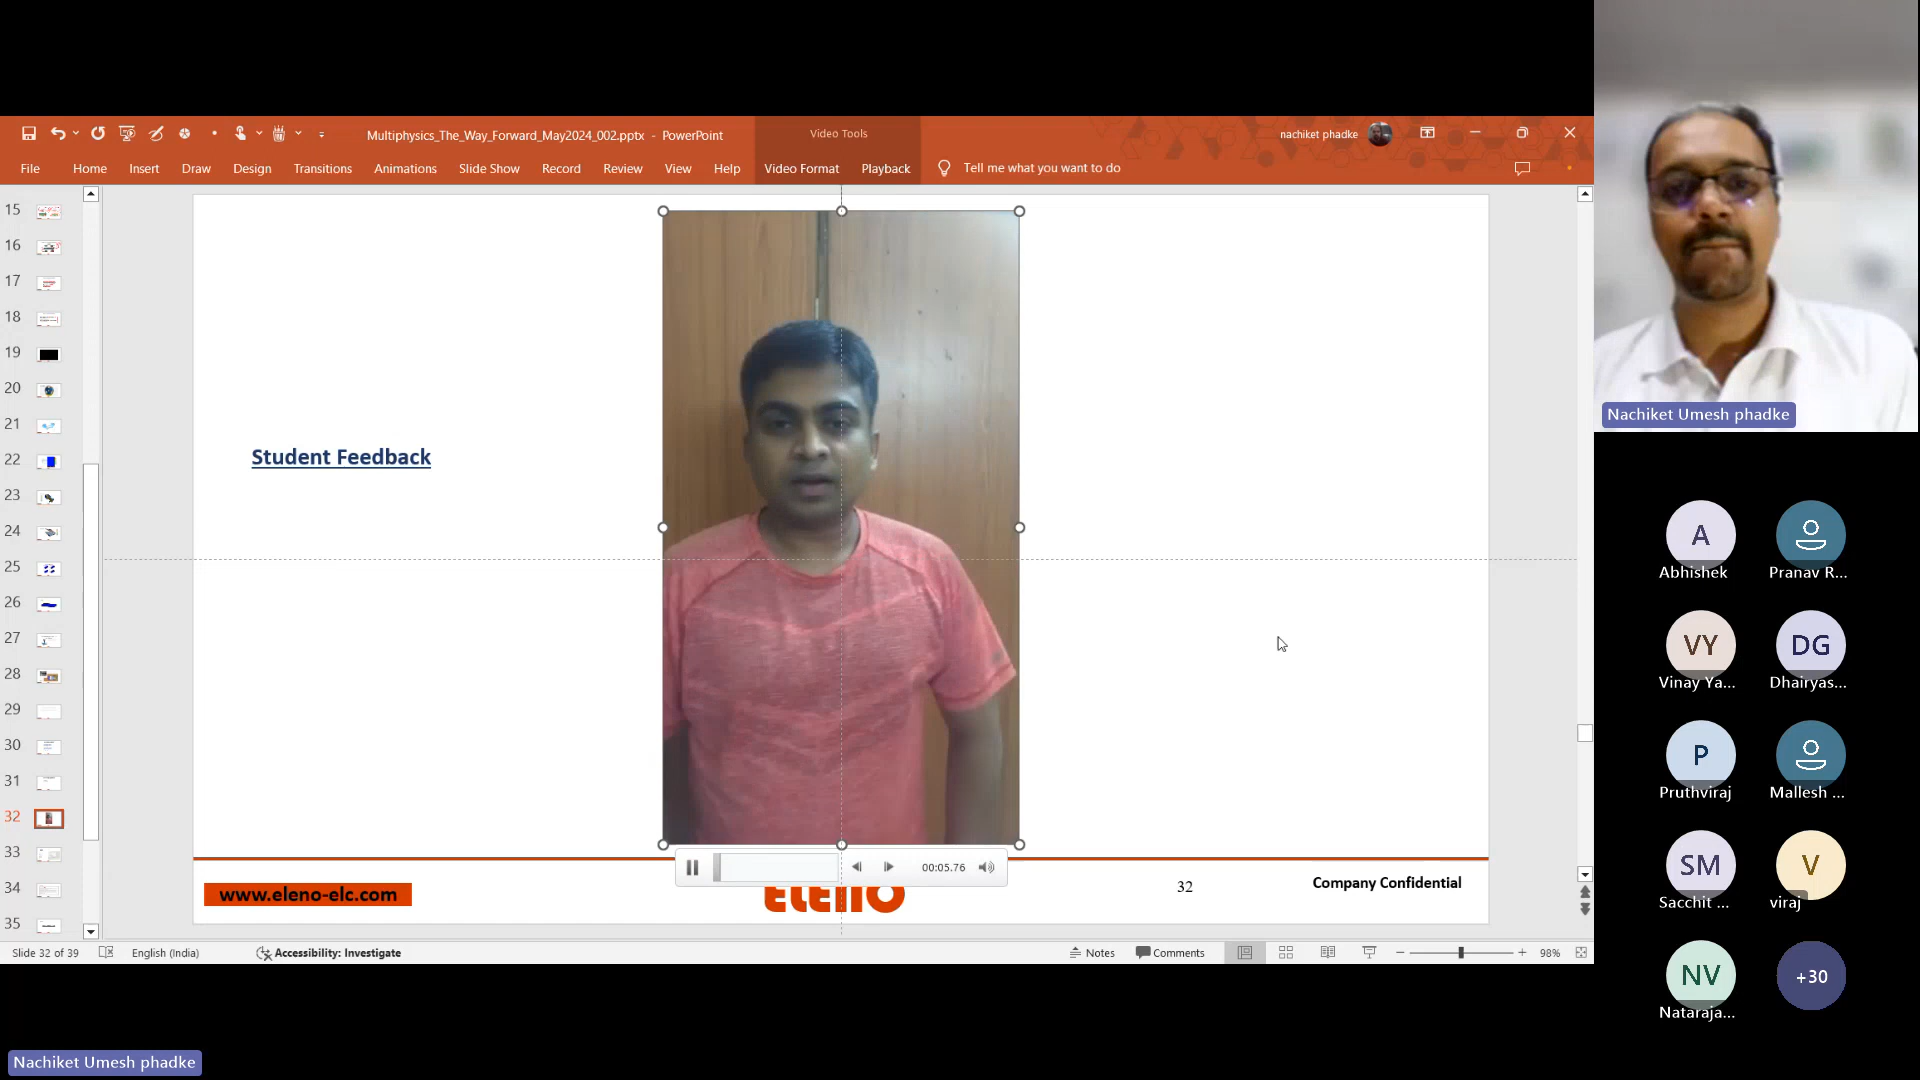 Multiphysics_The_Way_Forward_May2024_002.pptx - PowerPoint
Video Tools
nachiket phadke
File Home Insert Draw Design Transitions Animations Slide Show Record Review View Help Video Format Playback Tell me what you want to do
15
16
17
18
19
20
21
22
23
24
25
26
27
28
29
30
31
32
33
34
35
Student Feedback
00:05.76
www.eleno-elc.com
eleno
32
Company Confidential
Slide 32 of 39 English (India) Accessibility: Investigate Notes Comments 98%
Nachiket Umesh phadke
Nachiket Umesh phadke
A
Abhishek
Pranav R...
VY
Vinay Ya...
DG
Dhairyas...
P
Pruthviraj
Mallesh ...
SM
Sacchit ...
V
viraj
NV
Nataraja...
+30